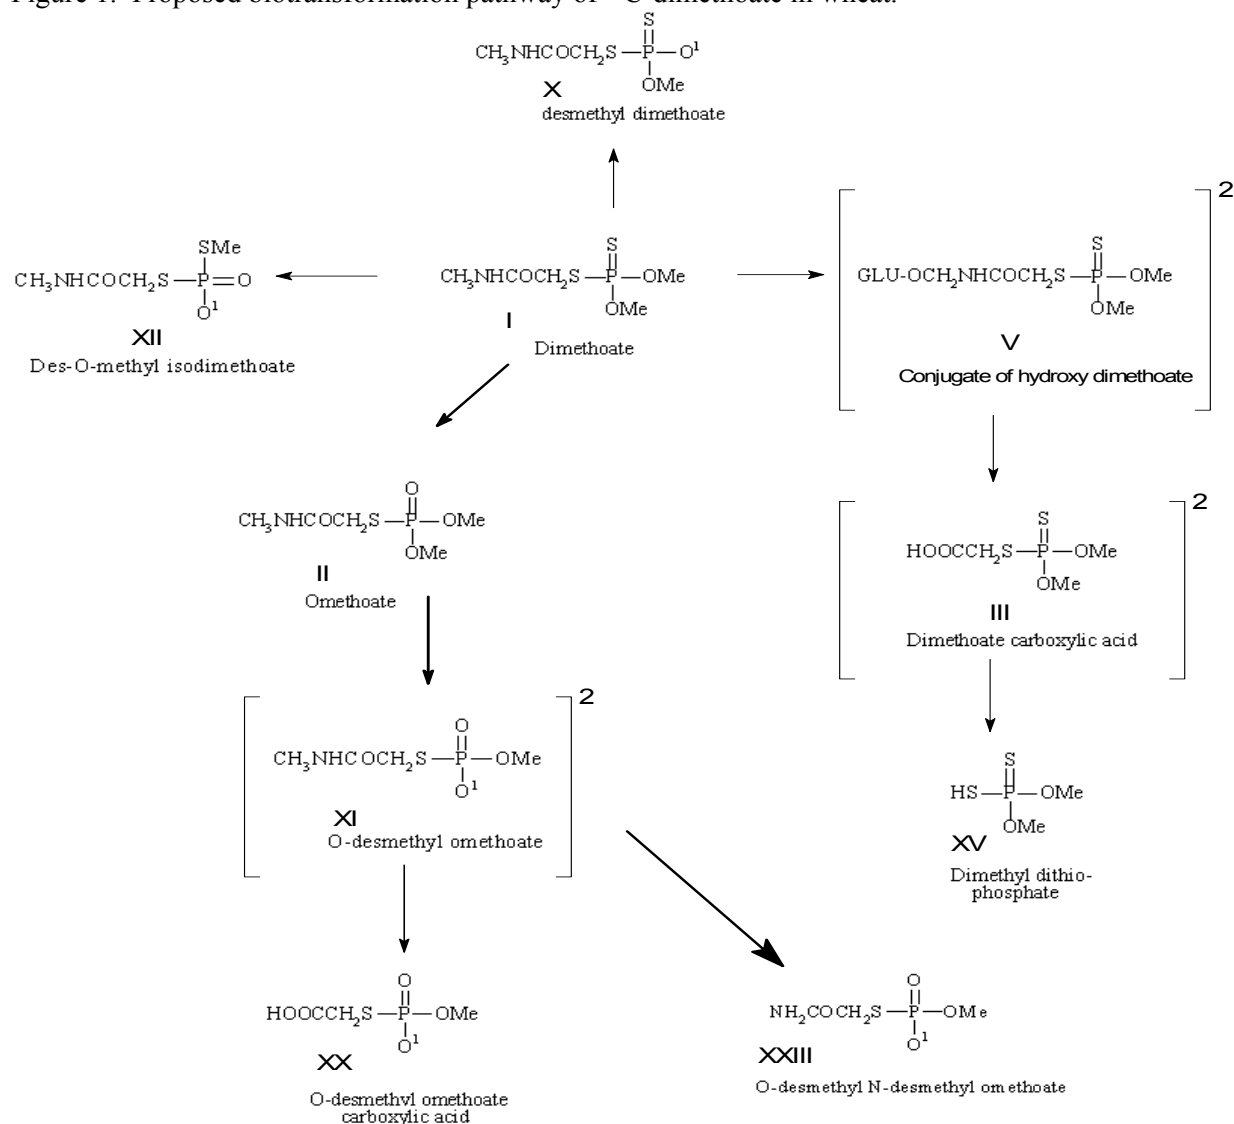 Figure 1. Proposed biotransformation pathway of C-dimethoate in wheat.
S
CH3NHCOCH2S—P—O1
OMe
X
desmethyl dimethoate
2
SMe
CH3NHCOCH2S—P=O
O1
XII
Des-O-methyl isodimethoate
S
CH3NHCOCH2S—P—OMe
OMe
I
Dimethoate
S
GLU-OCH2NHCOCH2S—P—OMe
OMe
V
Conjugate of hydroxy dimethoate
O
CH3NHCOCH2S—P—OMe
OMe
II
Omethoate
2
S
HOOCCH2S—P—OMe
OMe
III
Dimethoate carboxylic acid
2
O
CH3NHCOCH2S—P—OMe
O1
XI
O-desmethyl omethoate
S
HS—P—OMe
OMe
XV
Dimethyl dithio-
phosphate
O
HOOCCH2S—P—OMe
O1
XX
O-desmethyl omethoate
carboxylic acid
O
NH2COCH2S—P—OMe
O1
XXIII
O-desmethyl N-desmethyl omethoate